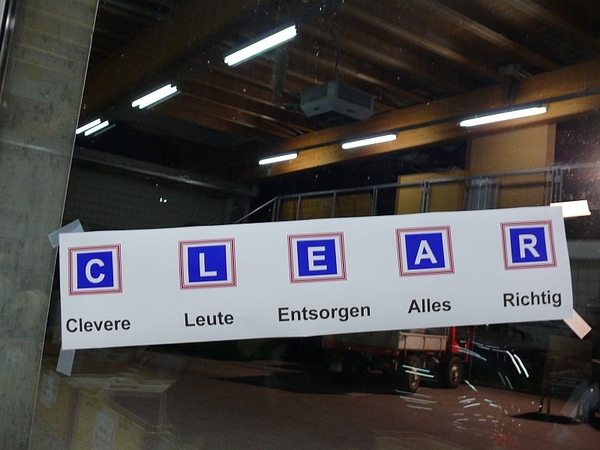 C L E A R
Clevere Leute Entsorgen Alles Richtig